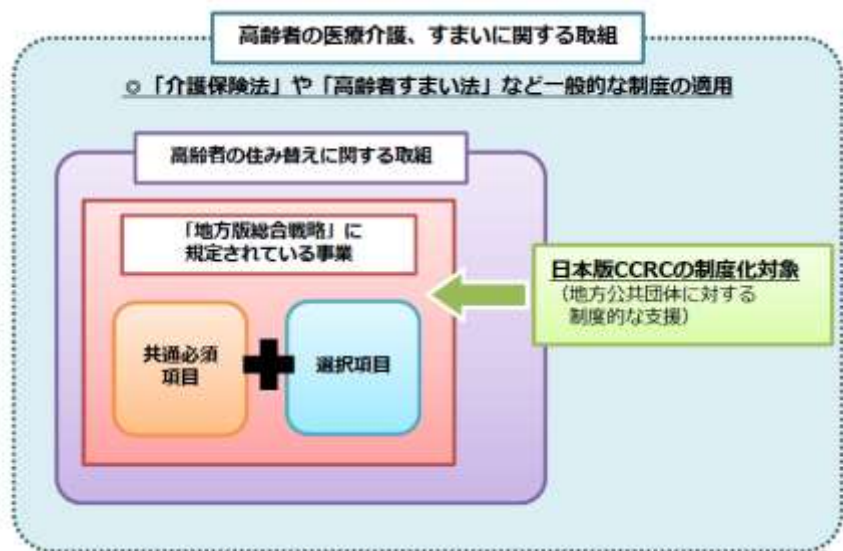 高齢者の医療介護、すまいに関する取組
◎「介護保険法」や「高齢者すまい法」など一般的な制度の適用
高齢者の住み替えに関する取組
「地方版総合戦略」に
規定されている事業
日本版CCRCの制度化対象
（地方公共団体に対する
制度的な支援）
共通必須
項目
選択項目